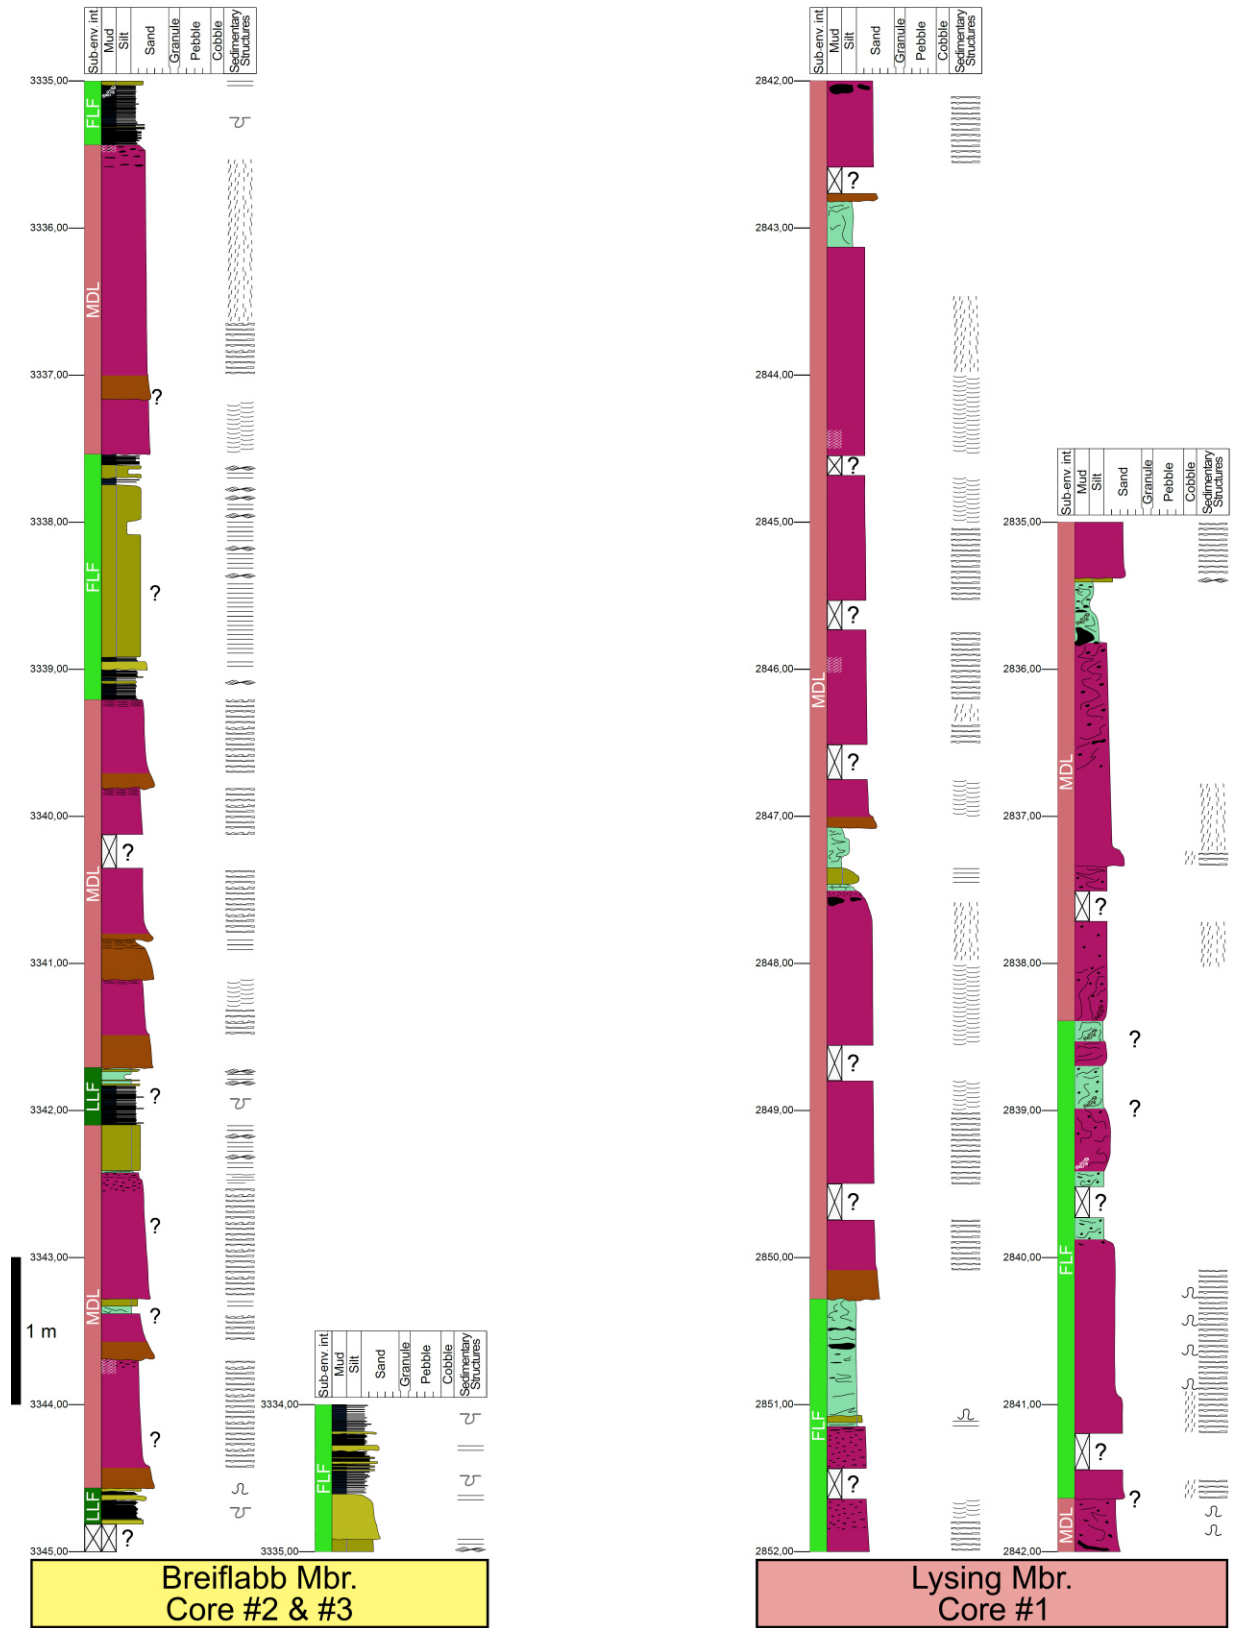 Sub-env. int.
Mud
Silt
Sand
Granule
Pebble
Cobble
Sedimentary
Structures
3335,00
3336,00
3337,00
3338,00
3339,00
3340,00
3341,00
3342,00
3343,00
3344,00
3345,00
FLF
MDL
FLF
MDL
LLF
MDL
LLF
?
?
?
?
?
?
?
?
1 m
Sub-env. int.
Mud
Silt
Sand
Granule
Pebble
Cobble
Sedimentary
Structures
3334,00
3335,00
FLF
Breiflabb Mbr.
Core #2 & #3
Sub-env. int.
Mud
Silt
Sand
Granule
Pebble
Cobble
Sedimentary
Structures
2842,00
2843,00
2844,00
2845,00
2846,00
2847,00
2848,00
2849,00
2850,00
2851,00
2852,00
MDL
FLF
?
?
?
?
?
?
?
Sub-env. int.
Mud
Silt
Sand
Granule
Pebble
Cobble
Sedimentary
Structures
2835,00
2836,00
2837,00
2838,00
2839,00
2840,00
2841,00
2842,00
MDL
FLF
MDL
?
?
?
?
?
?
Lysing Mbr.
Core #1